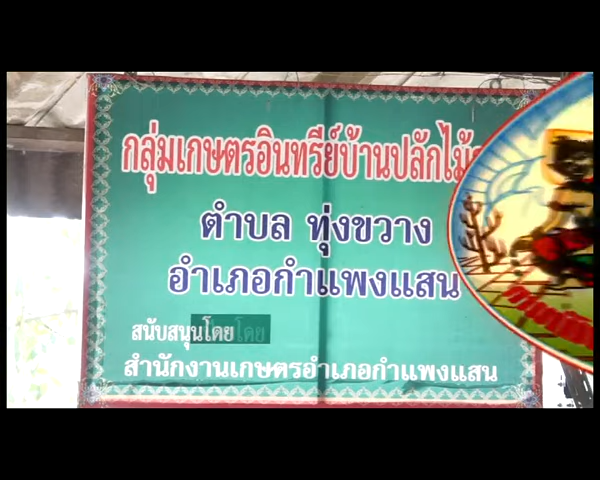 กลุ่มเกษตรอินทรีย์บ้านปลักไม้
ตำบล ทุ่งขวาง
อำเภอกำแพงแสน
สนับสนุนโดย
สำนักงานเกษตรอำเภอกำแพงแสน